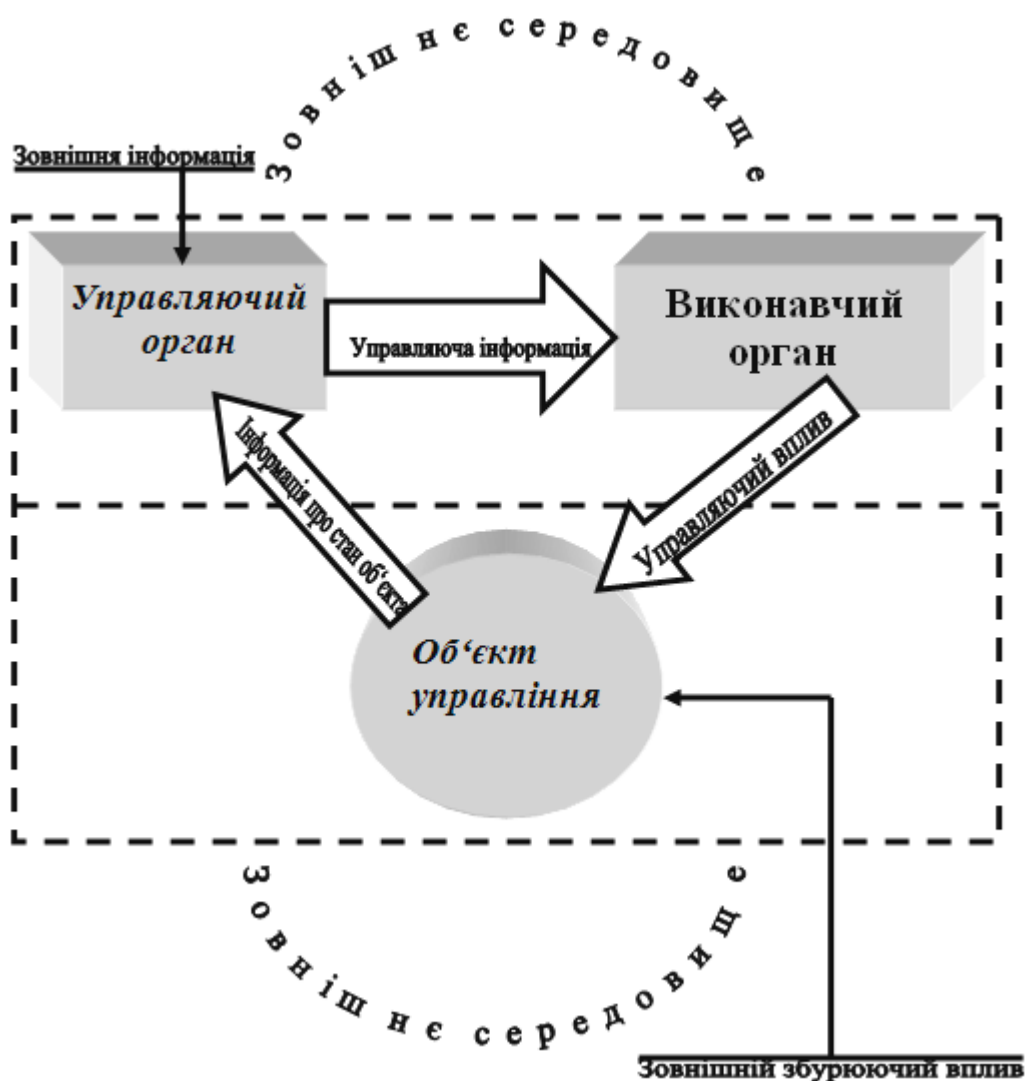 Зовнішнє середовище
Зовнішня інформація
Управляючий
орган
Управляюча інформація
Виконавчий
орган
Інформація про стан об‘єкта
Управляючий вплив
Об‘єкт
управління
Зовнішнє середовище
Зовнішній збурюючий вплив